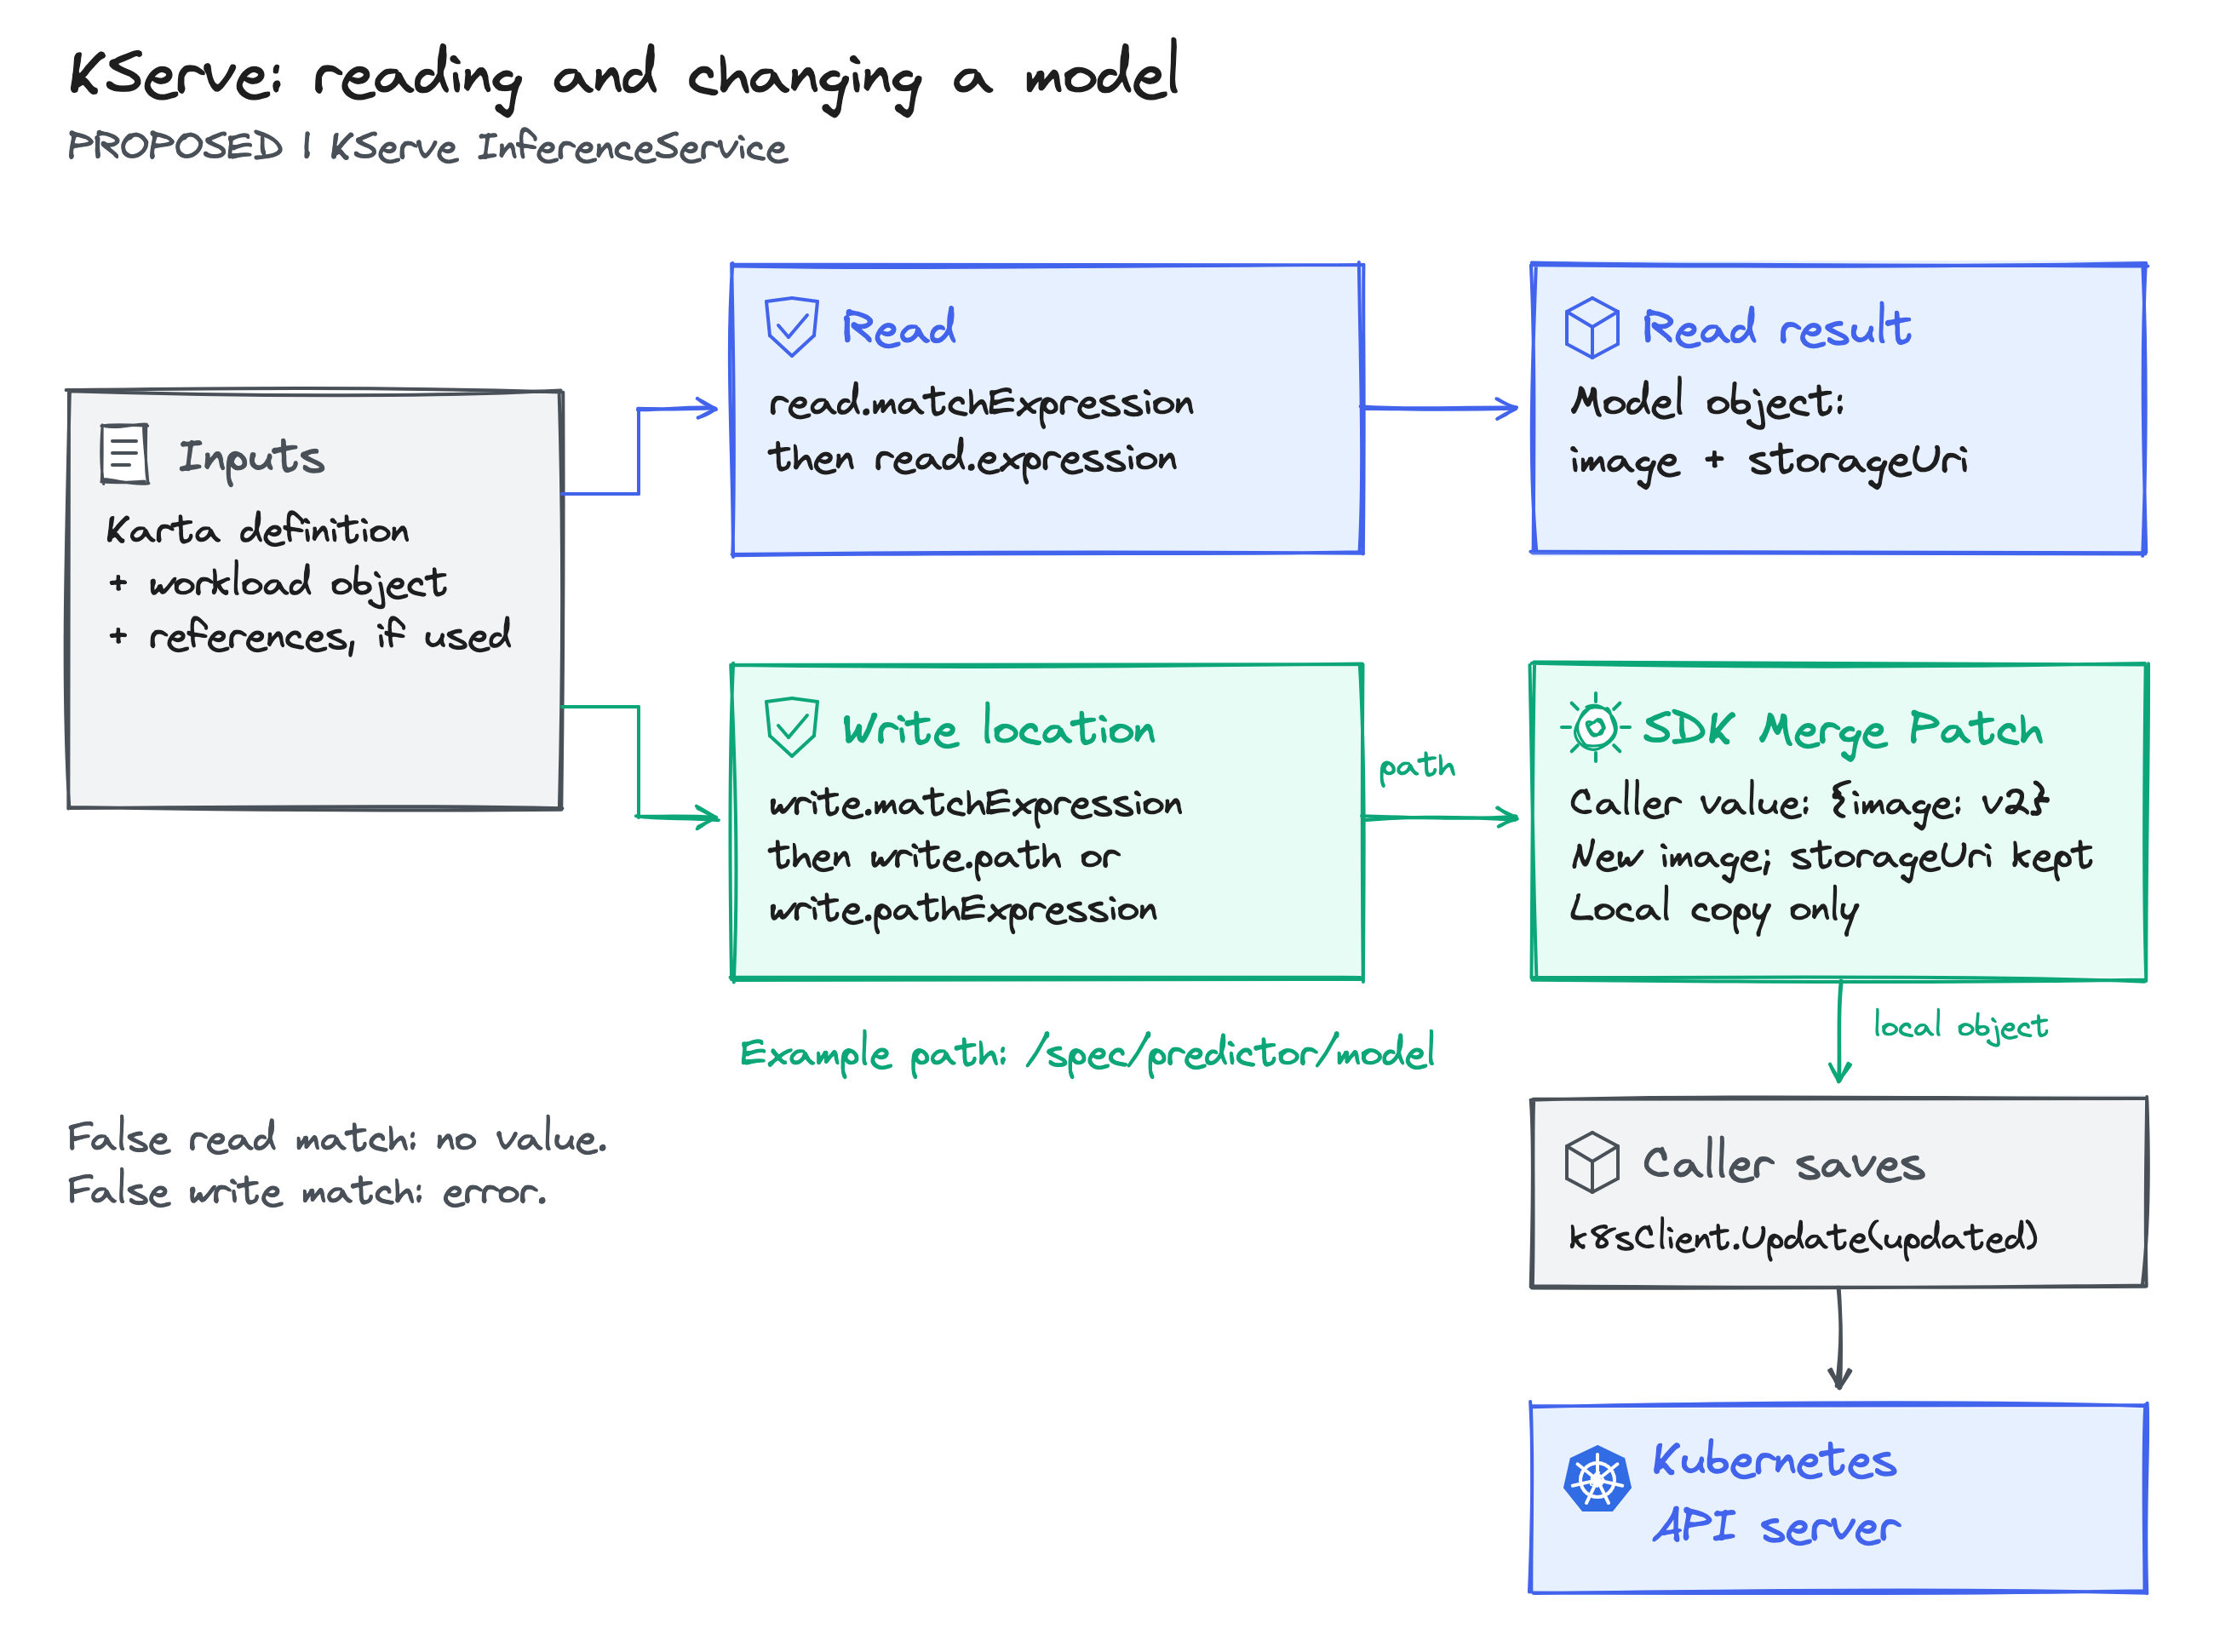 KServe: reading and changing a model
PROPOSED | KServe InferenceService
Inputs
Karta definition
+ workload object
+ references, if used
Read
read.matchExpression
then read.expression
Read result
Model object:
image + storageUri
Write location
write.matchExpression
then write.path or
write.pathExpression
path
SDK Merge Patch
Caller value: {image: v2}
New image; storageUri kept
Local copy only
Example path: /spec/predictor/model
local object
False read match: no value.
False write match: error.
Caller saves
k8sClient.Update(updated)
Kubernetes
API server